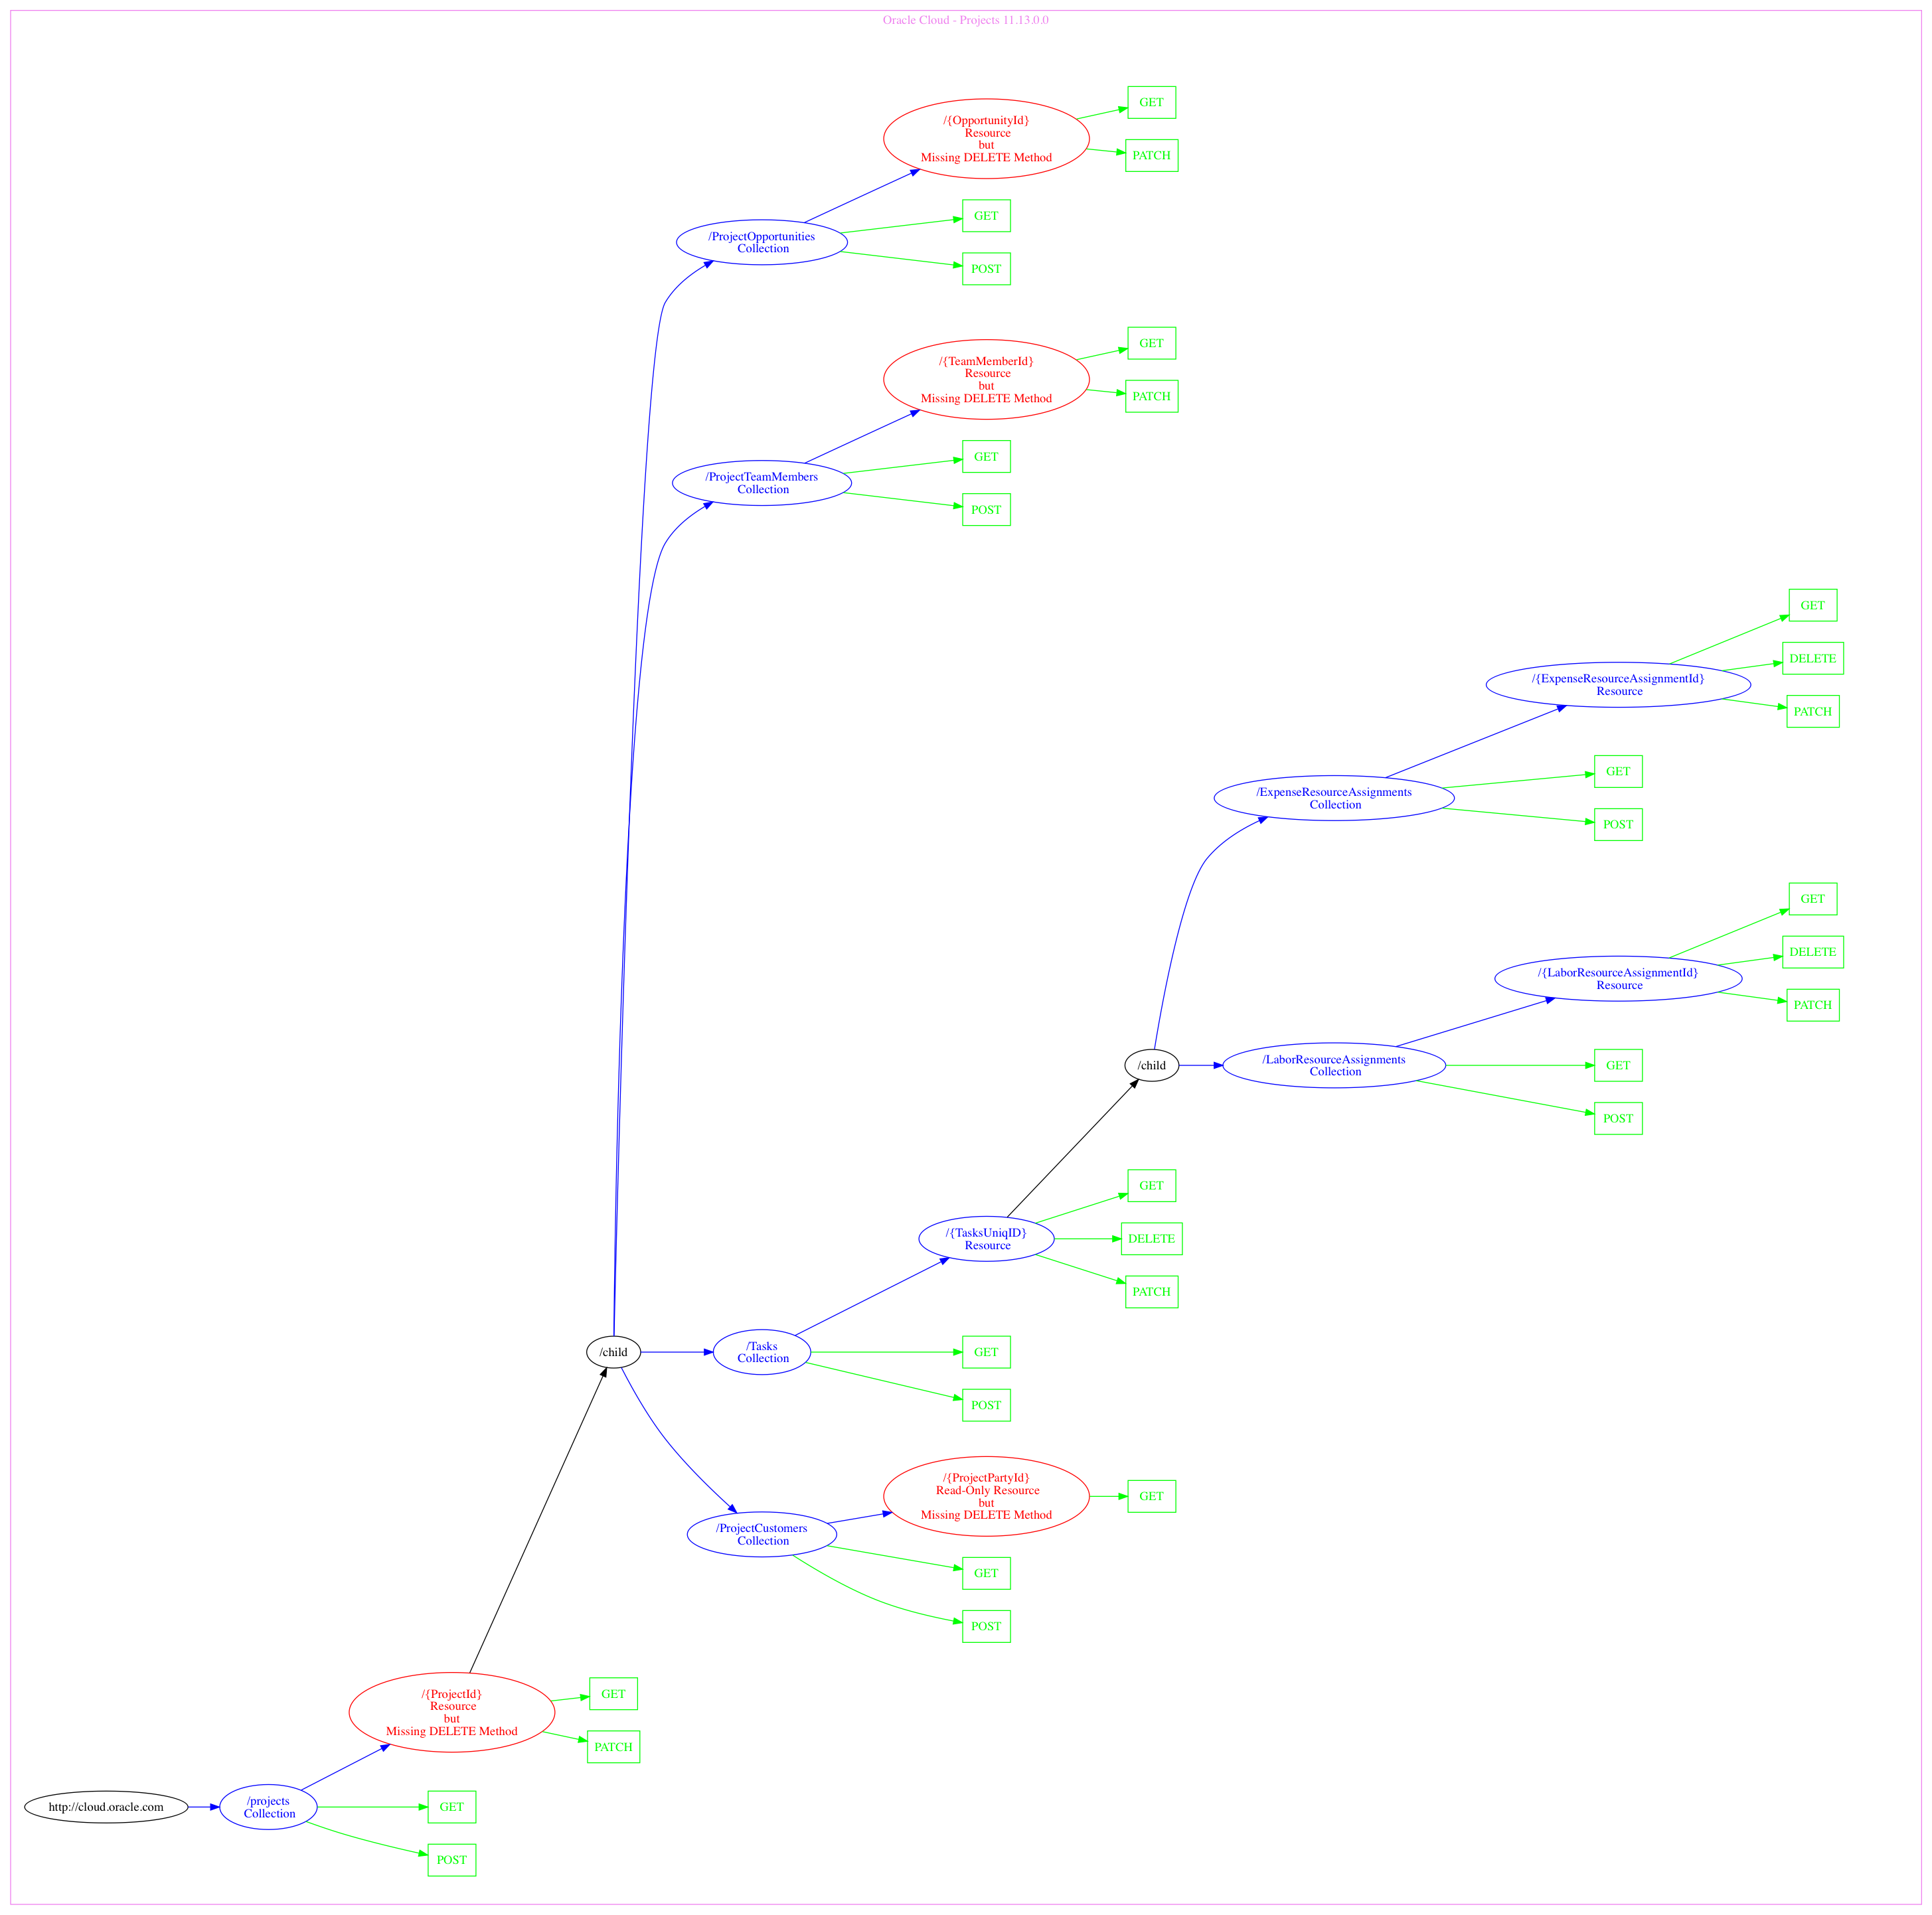 Oracle Cloud - Projects 11.13.0.0
/{OpportunityId}
Resource
but
Missing DELETE Method
GET
PATCH
/ProjectOpportunities
Collection
GET
POST
/{TeamMemberId}
Resource
but
Missing DELETE Method
GET
PATCH
/ProjectTeamMembers
Collection
GET
POST
/{ExpenseResourceAssignmentId}
Resource
GET
DELETE
PATCH
/ExpenseResourceAssignments
Collection
GET
POST
/{LaborResourceAssignmentId}
Resource
GET
DELETE
PATCH
/child
/LaborResourceAssignments
Collection
GET
POST
/{TasksUniqID}
Resource
GET
DELETE
PATCH
/child
/Tasks
Collection
GET
POST
/{ProjectPartyId}
Read-Only Resource
but
Missing DELETE Method
GET
/ProjectCustomers
Collection
GET
POST
/{ProjectId}
Resource
but
Missing DELETE Method
GET
PATCH
http://cloud.oracle.com
/projects
Collection
GET
POST